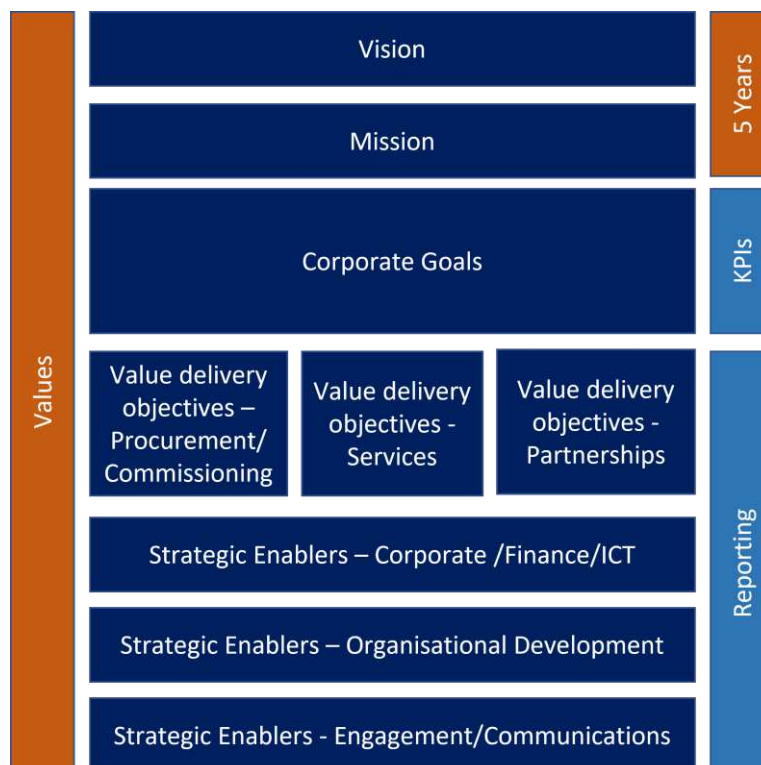 Vision
5 Years
Mission
Corporate Goals
KPIs
Values
Value delivery
objectives –
Procurement/
Commissioning
Value delivery
objectives -
Services
Value delivery
objectives -
Partnerships
Reporting
Strategic Enablers – Corporate /Finance/ICT
Strategic Enablers – Organisational Development
Strategic Enablers - Engagement/Communications